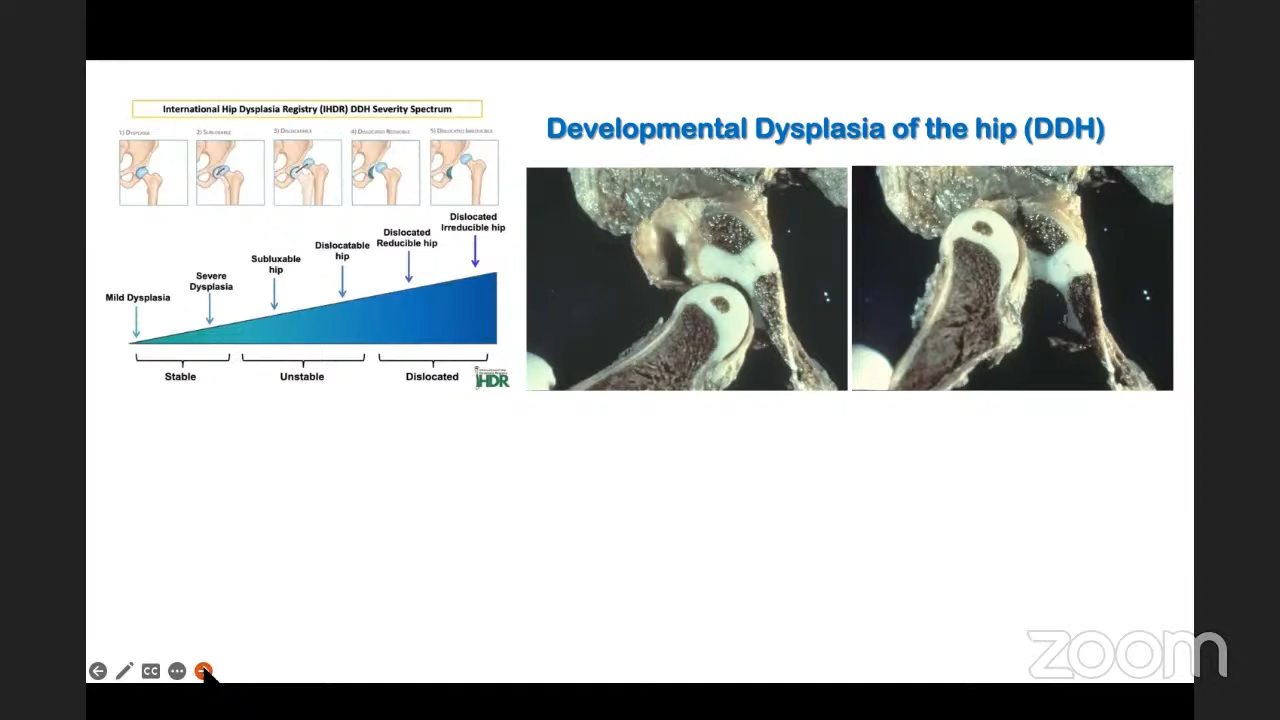 International Hip Dysplasia Registry (IHDR) DDH Severity Spectrum
Developmental Dysplasia of the hip (DDH)
1) DYSPLASIA
2) SUBLUXABLE
3) DISLOCATABLE
4) DISLOCATED REDUCIBLE
5) DISLOCATED IRREDUCIBLE
Mild Dysplasia
Severe
Dysplasia
Subluxable
hip
Dislocatable
hip
Dislocated
Reducible hip
Dislocated
Irreducible hip
Stable
Unstable
Dislocated
IHDR
CC
zoom